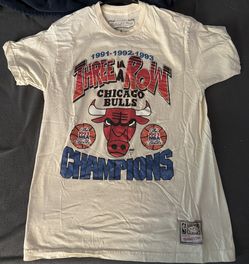 1991-1992-1993
THREE IN A ROW
CHICAGO
BULLS
CHAMPIONS